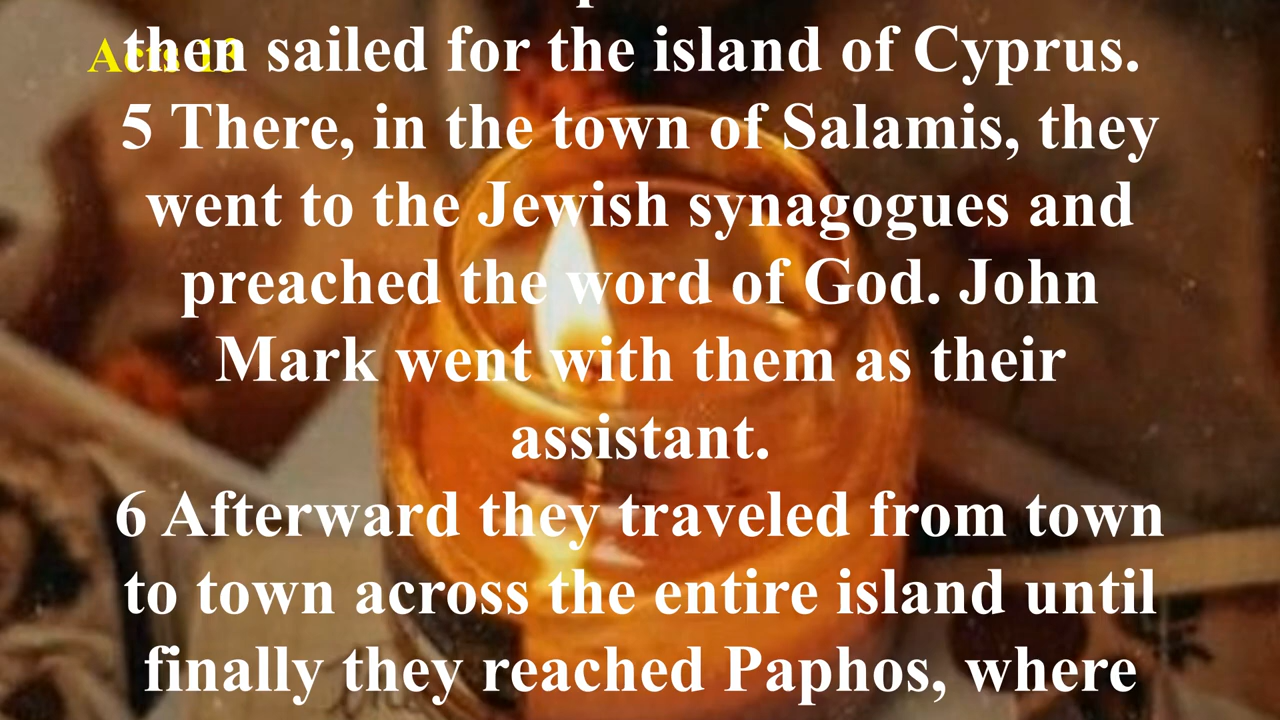 Acts 13
then sailed for the island of Cyprus.
5 There, in the town of Salamis, they
went to the Jewish synagogues and
preached the word of God. John
Mark went with them as their
assistant.
6 Afterward they traveled from town
to town across the entire island until
finally they reached Paphos, where